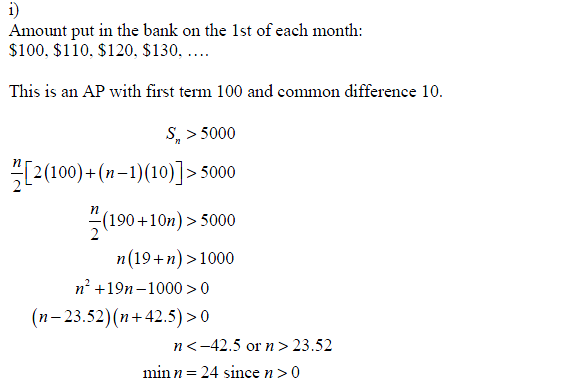 i)
Amount put in the bank on the 1st of each month:
$100, $110, $120, $130, ….
This is an AP with first term 100 and common difference 10.
Sₙ > 5000
n/2[2(100)+(n−1)(10)] > 5000
n/2(190+10n) > 5000
n(19+n) > 1000
n² +19n−1000 > 0
(n−23.52)(n+42.5) > 0
n < −42.5 or n > 23.52
min n = 24 since n > 0